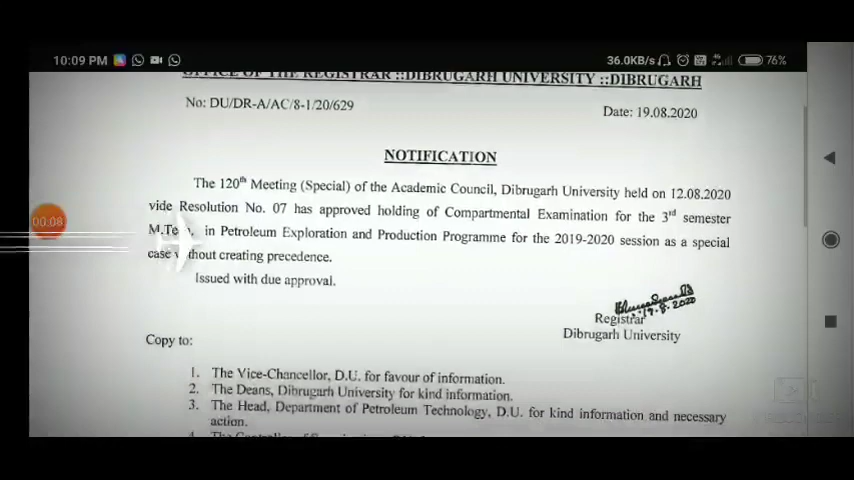 10:09 PM
36.0KB/s
76%
OFFICE OF THE REGISTRAR ::DIBRUGARH UNIVERSITY ::DIBRUGARH
No: DU/DR-A/AC/8-1/20/629
Date: 19.08.2020
NOTIFICATION
The 120th Meeting (Special) of the Academic Council, Dibrugarh University held on 12.08.2020
vide Resolution No. 07 has approved holding of Compartmental Examination for the 3rd semester
M.Tech. in Petroleum Exploration and Production Programme for the 2019-2020 session as a special
case without creating precedence.
Issued with due approval.
19.8.2020
Registrar
Dibrugarh University
Copy to:
1. The Vice-Chancellor, D.U. for favour of information.
2. The Deans, Dibrugarh University for kind information.
3. The Head, Department of Petroleum Technology, D.U. for kind information and necessary
action.
00:08